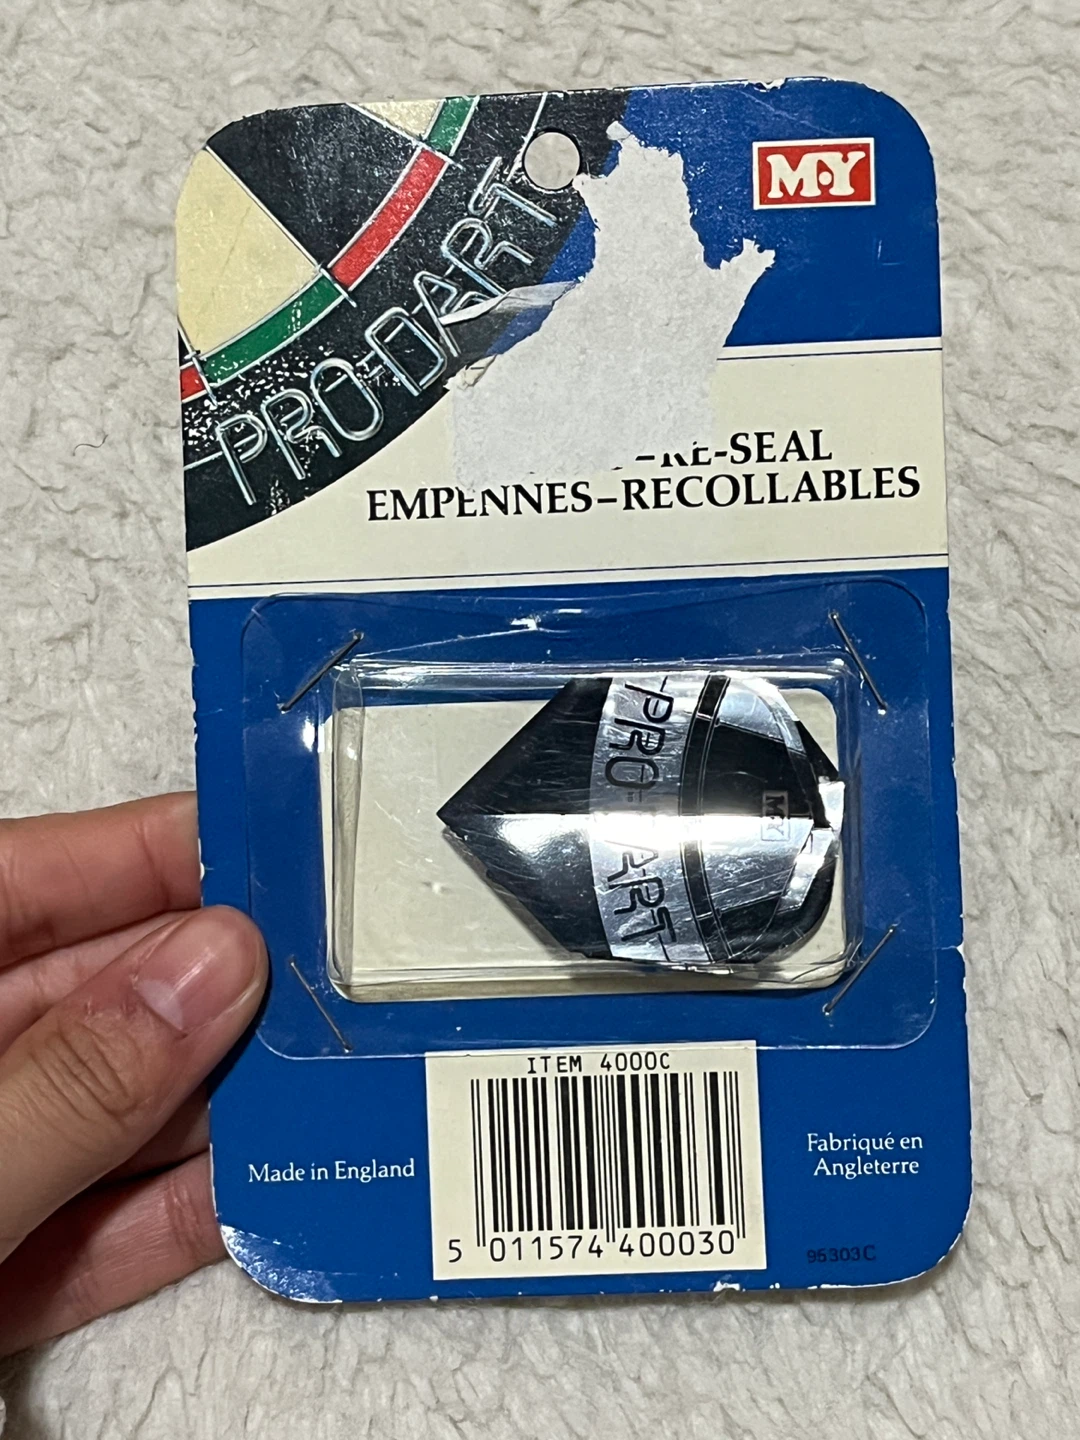 M·Y
PRO-DART
RE-SEAL
EMPENNES-RECOLLABLES
PRO-DART
M·Y
ITEM 4000C
Made in England
Fabriqué en
Angleterre
5 011574 400030
95303C